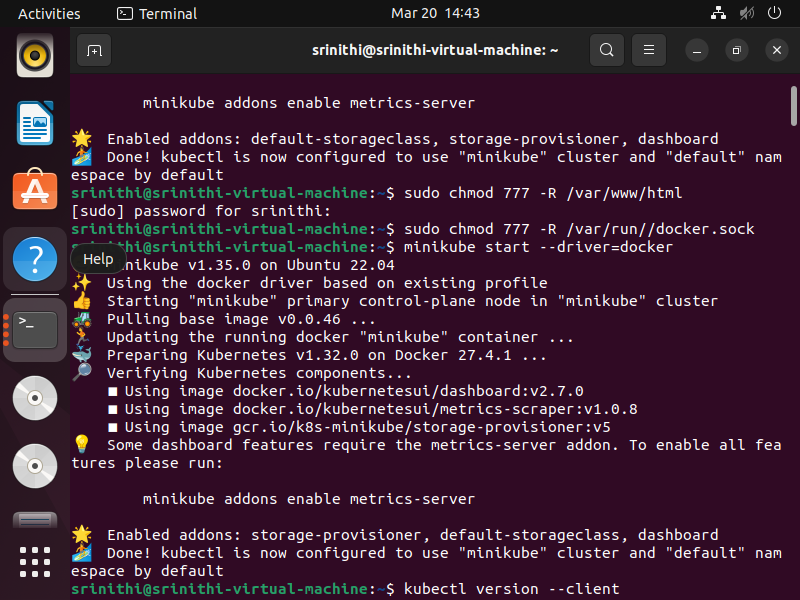 Activities
Terminal
Mar 20 14:43
srinithi@srinithi-virtual-machine: ~
minikube addons enable metrics-server
Enabled addons: default-storageclass, storage-provisioner, dashboard
Done! kubectl is now configured to use "minikube" cluster and "default" nam
espace by default
srinithi@srinithi-virtual-machine:~$ sudo chmod 777 -R /var/www/html
[sudo] password for srinithi:
srinithi@srinithi-virtual-machine:~$ sudo chmod 777 -R /var/run//docker.sock
srinithi@srinithi-virtual-machine:~$ minikube start --driver=docker
Help
nikube v1.35.0 on Ubuntu 22.04
Using the docker driver based on existing profile
Starting "minikube" primary control-plane node in "minikube" cluster
Pulling base image v0.0.46 ...
Updating the running docker "minikube" container ...
Preparing Kubernetes v1.32.0 on Docker 27.4.1 ...
Verifying Kubernetes components...
■ Using image docker.io/kubernetesui/dashboard:v2.7.0
■ Using image docker.io/kubernetesui/metrics-scraper:v1.0.8
■ Using image gcr.io/k8s-minikube/storage-provisioner:v5
Some dashboard features require the metrics-server addon. To enable all fea
tures please run:
minikube addons enable metrics-server
Enabled addons: storage-provisioner, default-storageclass, dashboard
Done! kubectl is now configured to use "minikube" cluster and "default" nam
espace by default
srinithi@srinithi-virtual-machine:~$ kubectl version --client